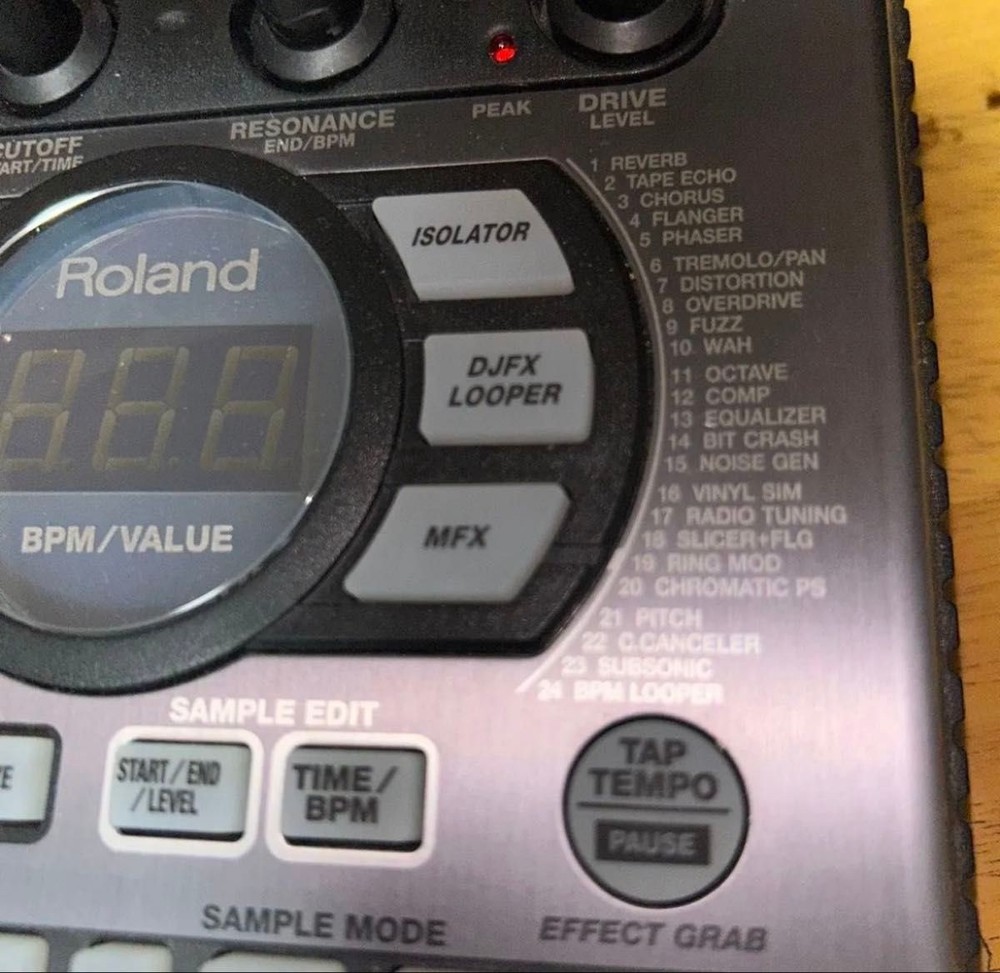 CUTOFF
START/TIME
RESONANCE
END/BPM
PEAK
DRIVE
LEVEL
Roland
BPM/VALUE
ISOLATOR
DJFX
LOOPER
MFX
1 REVERB
2 TAPE ECHO
3 CHORUS
4 FLANGER
5 PHASER
6 TREMOLO/PAN
7 DISTORTION
8 OVERDRIVE
9 FUZZ
10 WAH
11 OCTAVE
12 COMP
13 EQUALIZER
14 BIT CRASH
15 NOISE GEN
16 VINYL SIM
17 RADIO TUNING
18 SLICER+FLG
19 RING MOD
20 CHROMATIC PS
21 PITCH
22 C.CANCELER
23 SUBSONIC
24 BPM LOOPER
SAMPLE EDIT
START/END
/LEVEL
TIME/
BPM
TAP
TEMPO
PAUSE
SAMPLE MODE
EFFECT GRAB